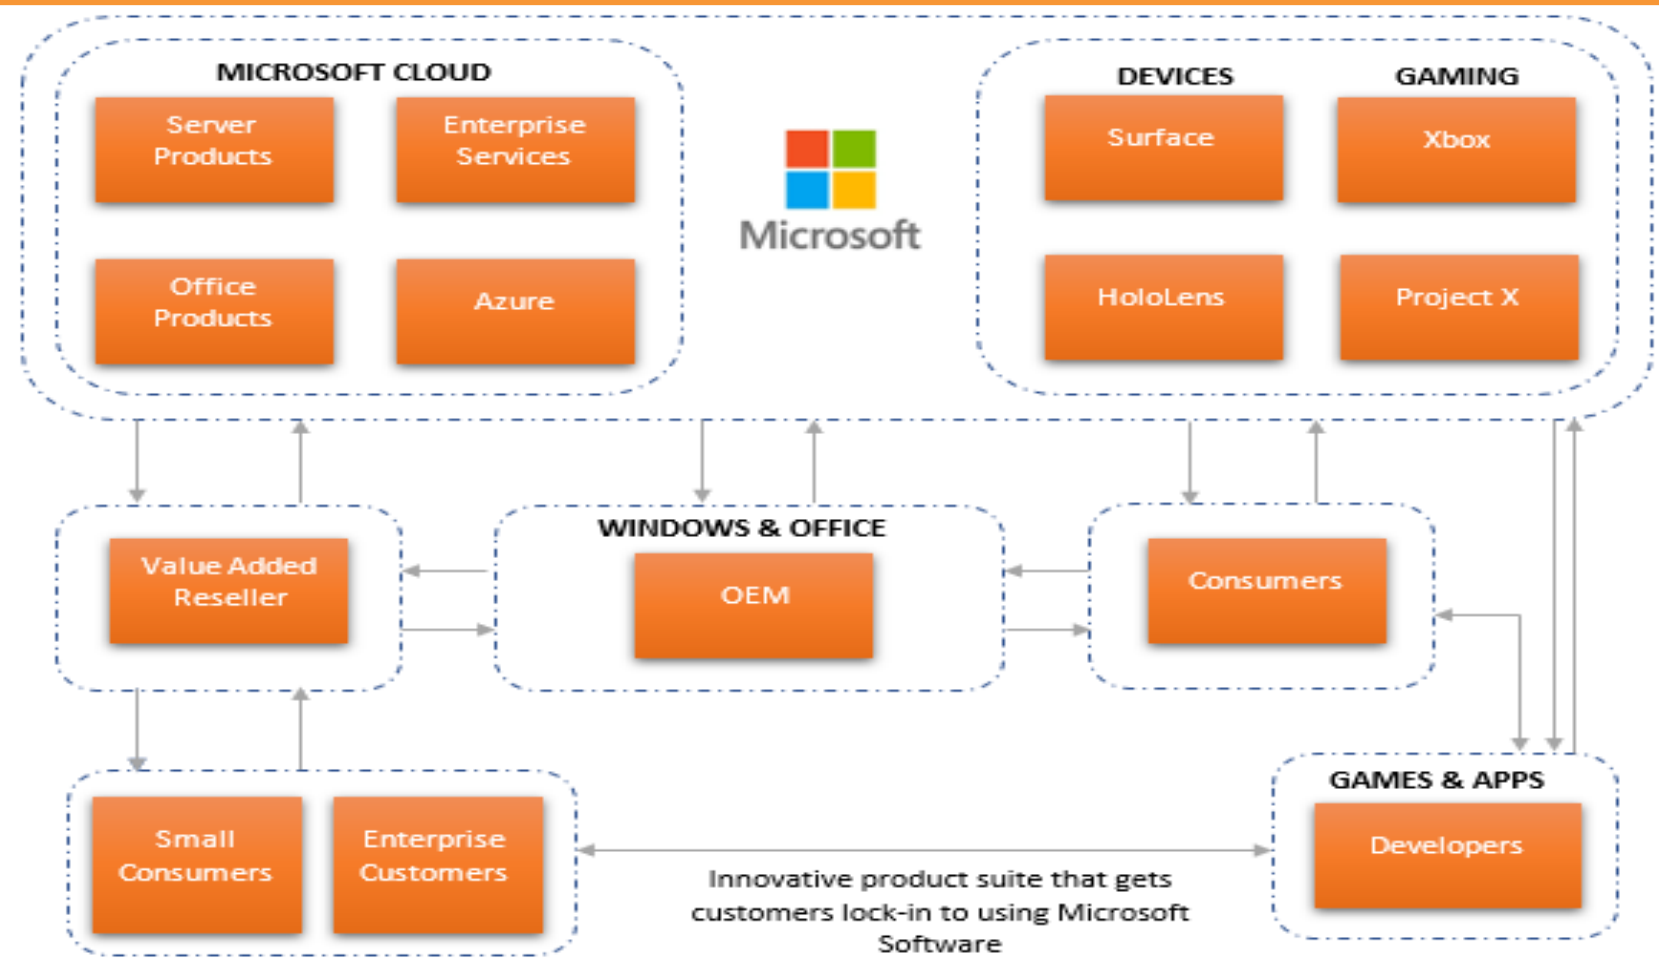 MICROSOFT CLOUD
Server
Products
Enterprise
Services
Office
Products
Azure
Microsoft
DEVICES
GAMING
Surface
Xbox
HoloLens
Project X
Value Added
Reseller
WINDOWS & OFFICE
OEM
Consumers
Small
Consumers
Enterprise
Customers
Innovative product suite that gets
customers lock-in to using Microsoft
Software
GAMES & APPS
Developers